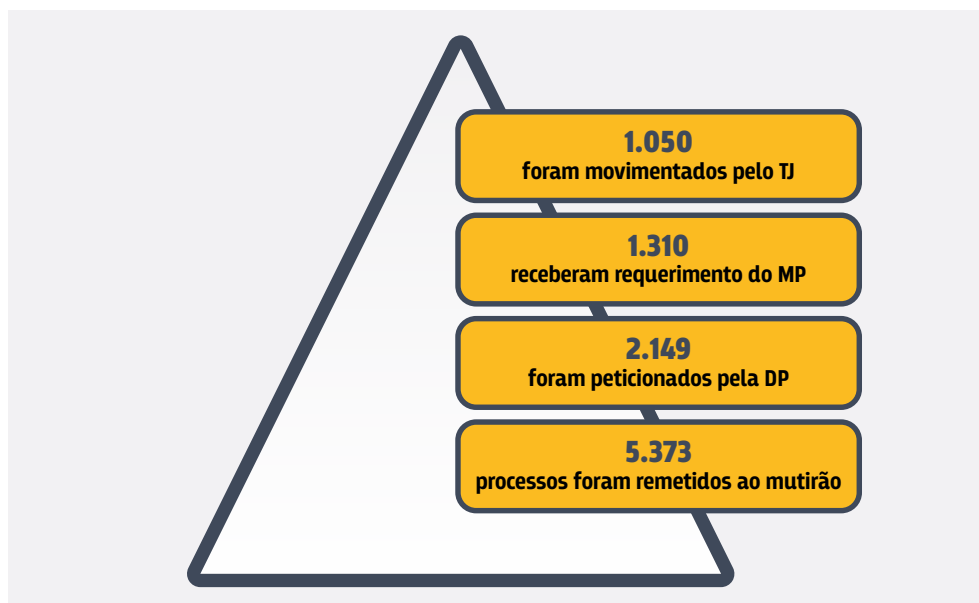 1.050
foram movimentados pelo TJ
1.310
receberam requerimento do MP
2.149
foram peticionados pela DP
5.373
processos foram remetidos ao mutirão